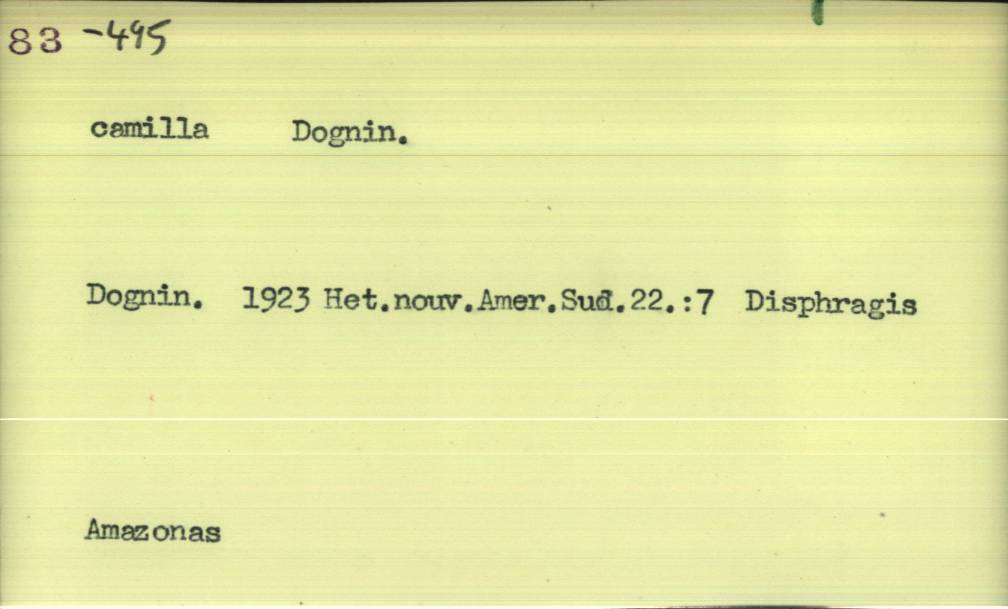 83 -495
camilla Dognin.
Dognin. 1923 Het.nouv.Amer.Sud.22.:7 Disphragis
Amazonas